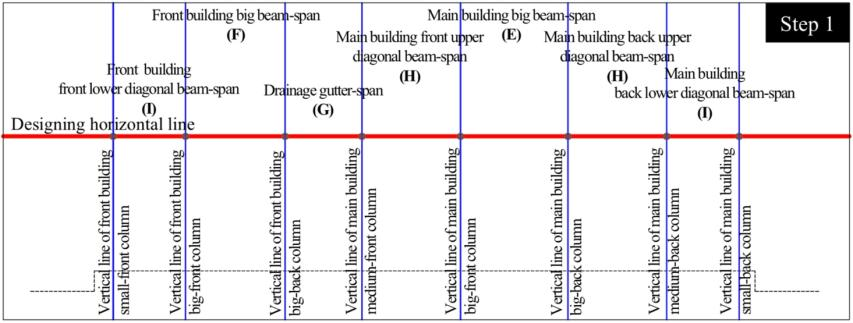 Step 1
Front building big beam-span
(F)
Main building big beam-span
(E)
Main building front upper
diagonal beam-span
(H)
Main building back upper
diagonal beam-span
(H)
Front building
front lower diagonal beam-span
(I)
Drainage gutter-span
(G)
Main building
back lower diagonal beam-span
(I)
Designing horizontal line
Vertical line of front building
small-front column
Vertical line of front building
big-front column
Vertical line of front building
big-back column
Vertical line of main building
medium-front column
Vertical line of main building
big-front column
Vertical line of main building
big-back column
Vertical line of main building
medium-back column
Vertical line of main building
small-back column